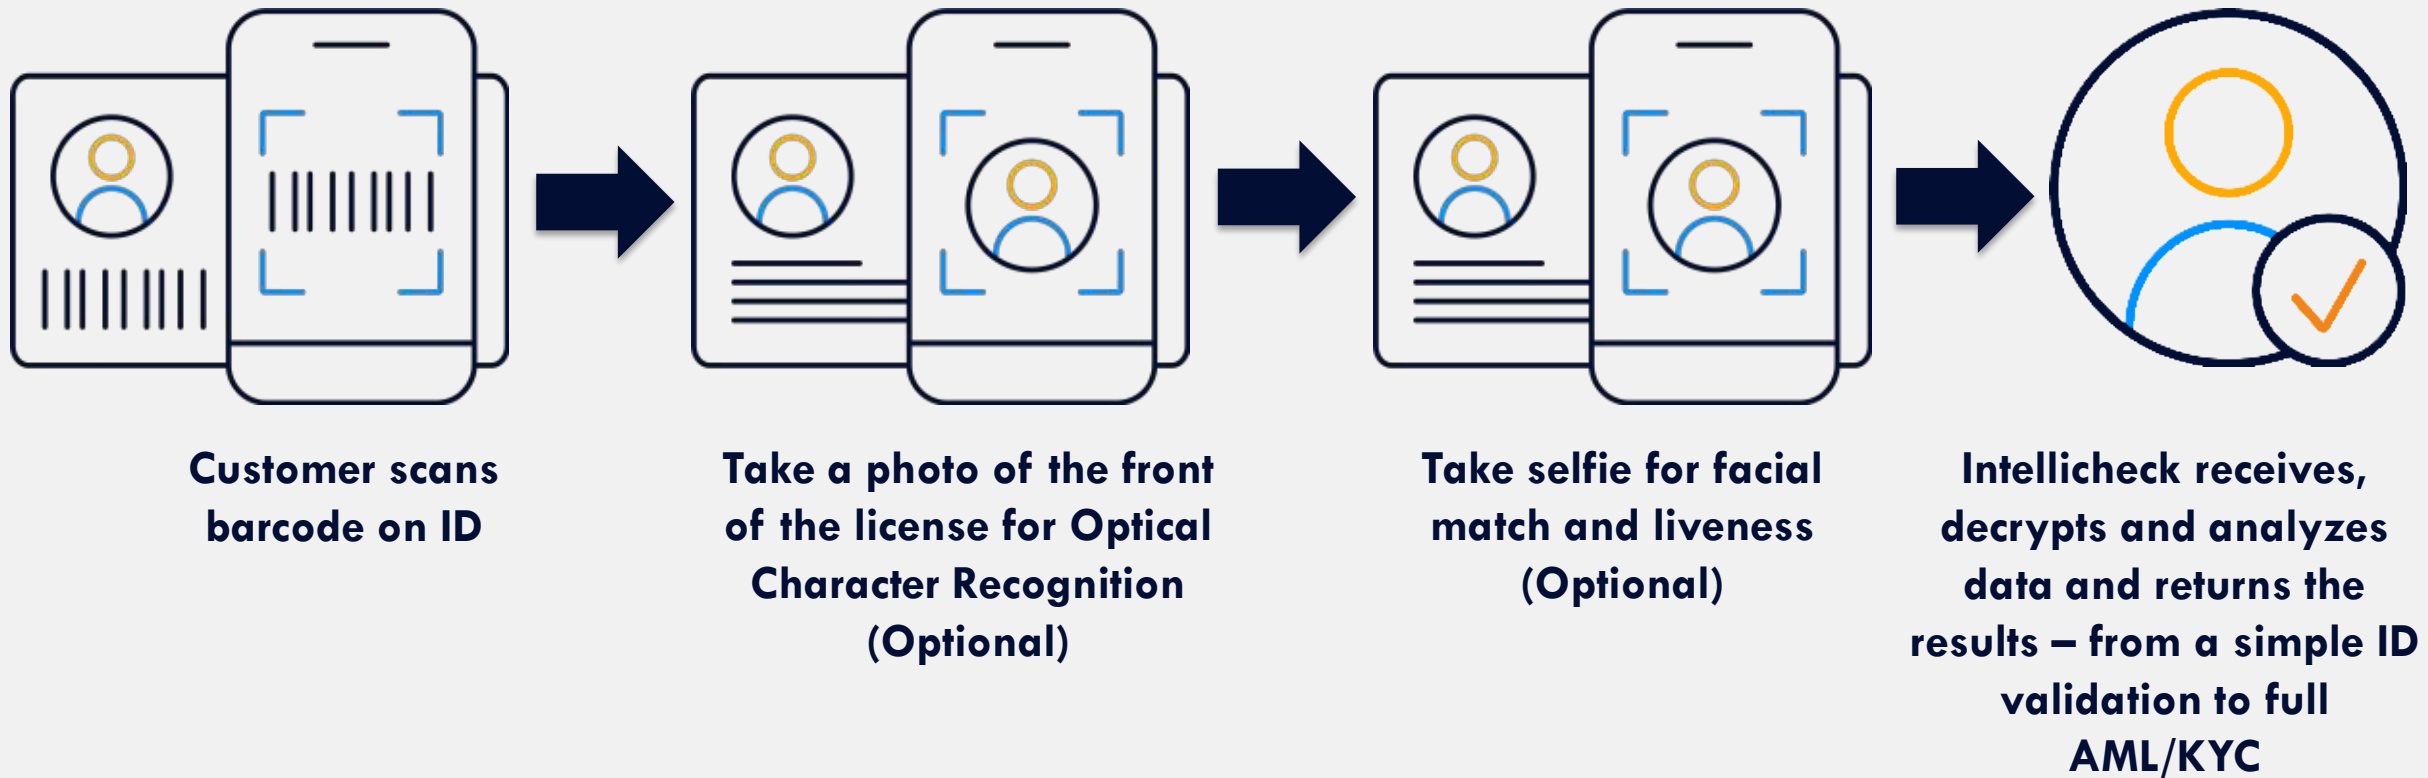 Customer scans
barcode on ID
Take a photo of the front
of the license for Optical
Character Recognition
(Optional)
Take selfie for facial
match and liveness
(Optional)
Intellicheck receives,
decrypts and analyzes
data and returns the
results – from a simple ID
validation to full
AML/KYC